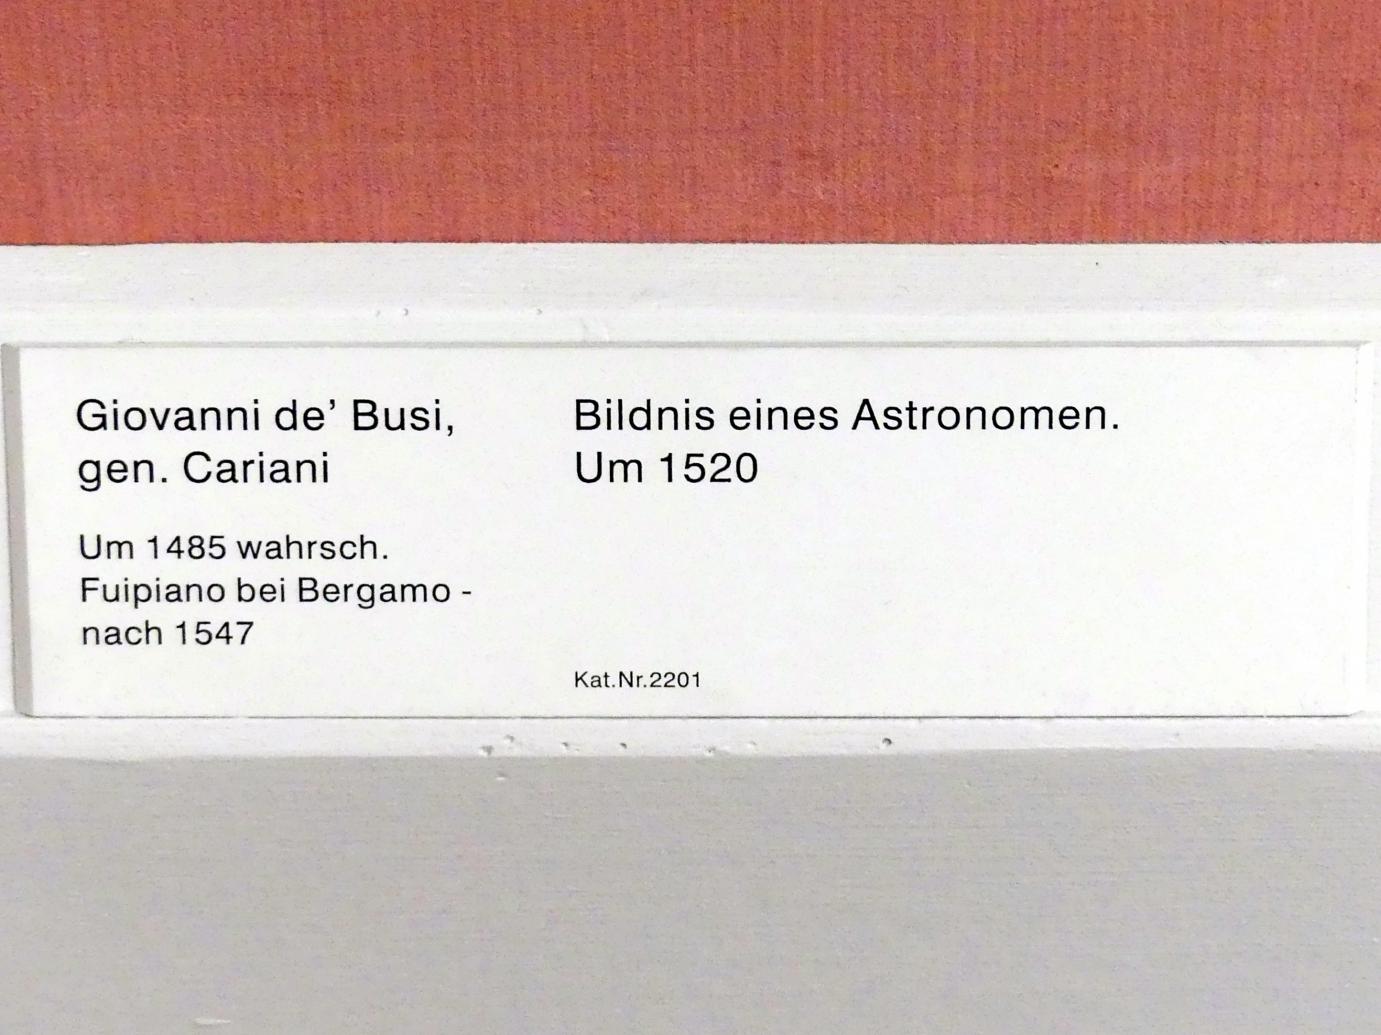 Giovanni de’ Busi,
gen. Cariani
Um 1485 wahrsch.
Fuipiano bei Bergamo -
nach 1547
Bildnis eines Astronomen.
Um 1520
Kat.Nr.2201